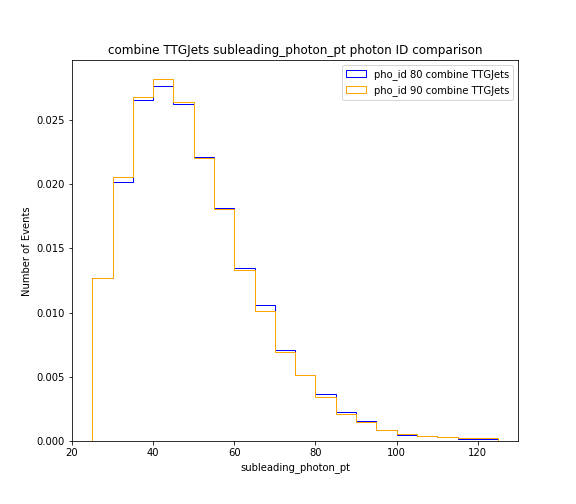 combine TTGJets subleading_photon_pt photon ID comparison
pho_id 80 combine TTGJets
pho_id 90 combine TTGJets
Number of Events
0.025
0.020
0.015
0.010
0.005
0.000
20
40
60
80
100
120
subleading_photon_pt